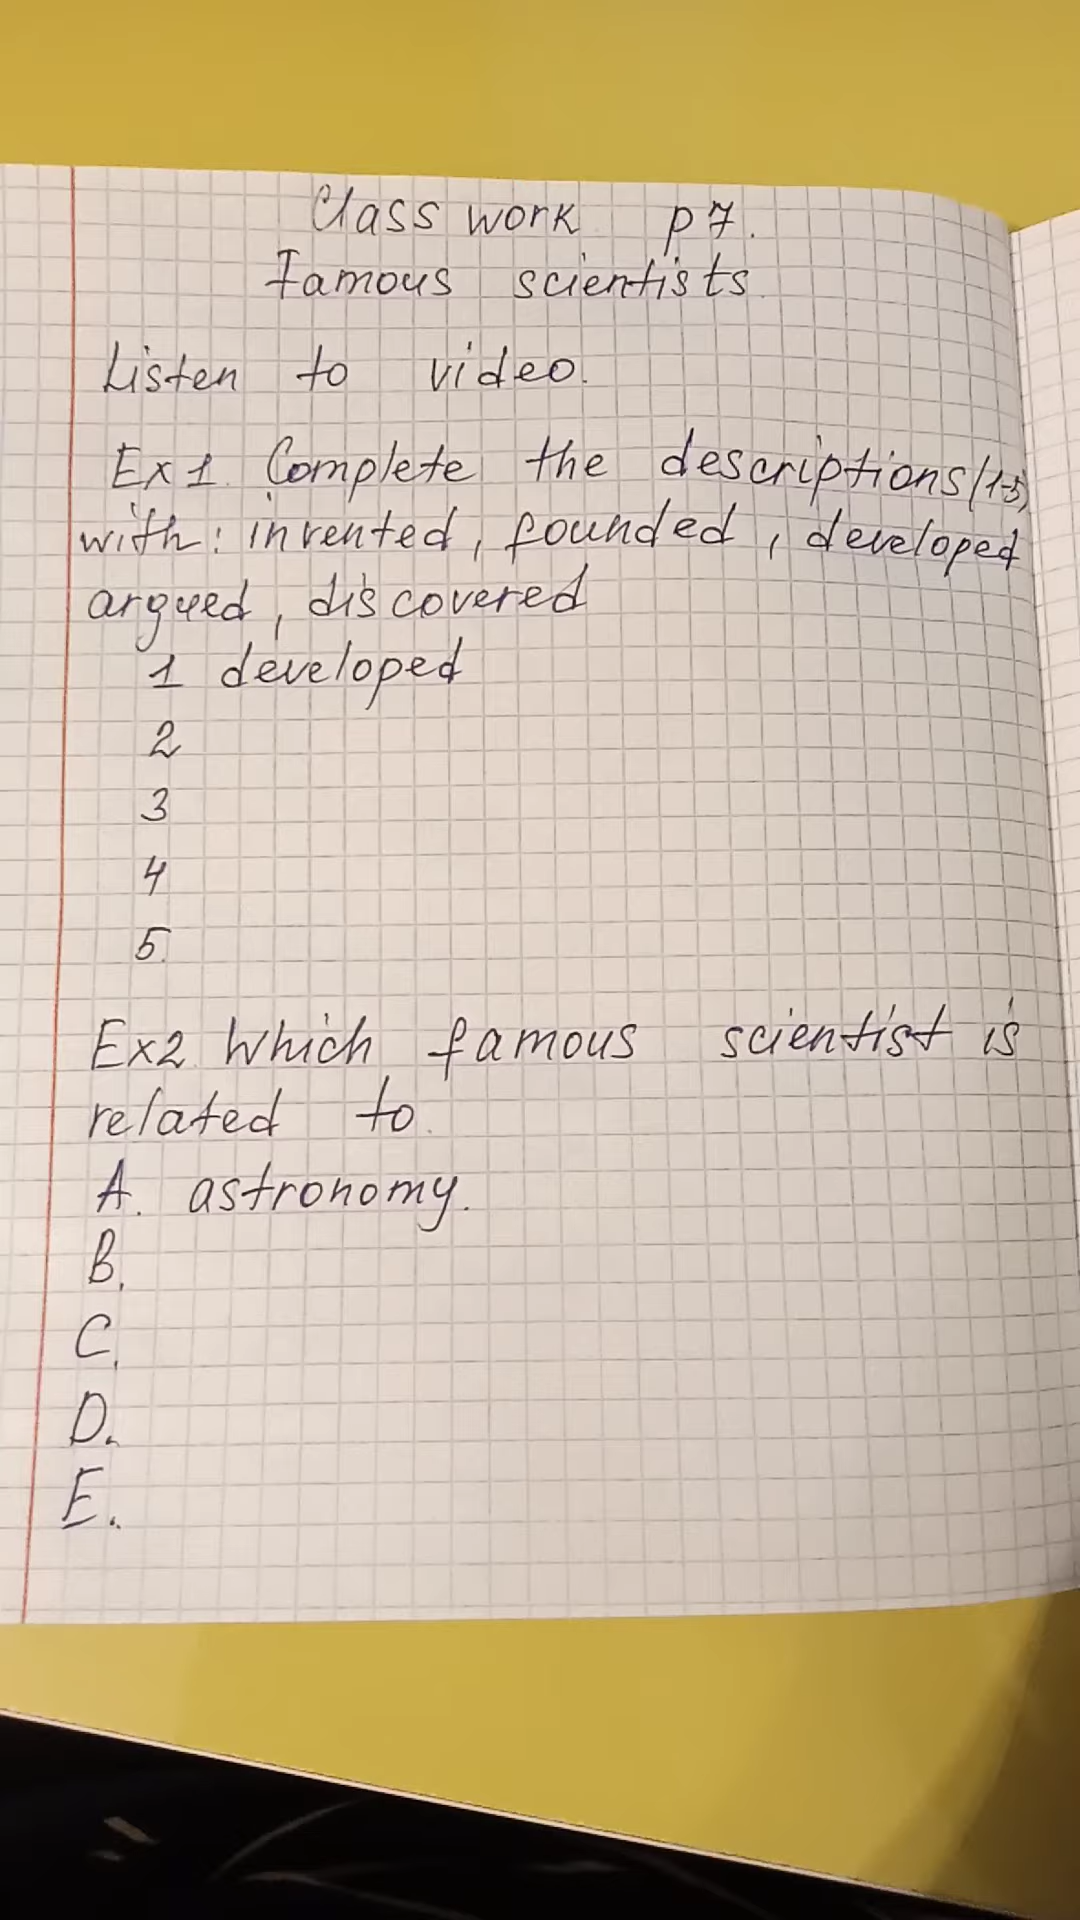 Class work p 7.
Famous scientists
Listen to video.
Ex 1. Complete the descriptions (1-5)
with: invented, founded, developed
argued, discovered
1 developed
2
3
4
5.
Ex2 Which famous scientist is
related to.
A. astronomy.
B.
C.
D.
E.